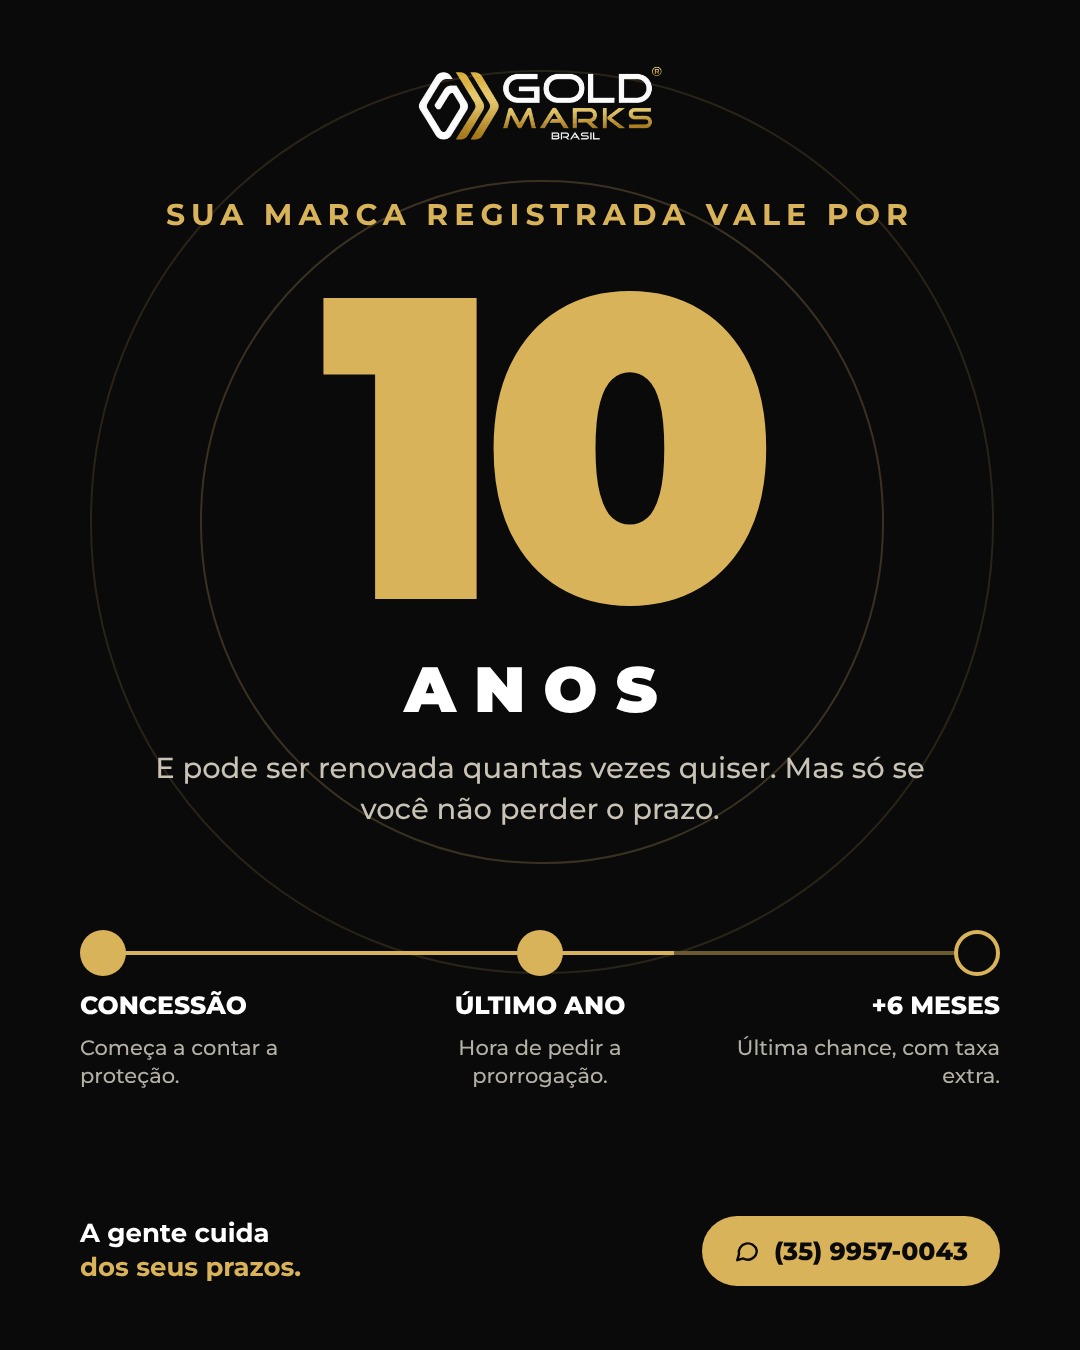 GOLD®
MARKS
BRASIL
SUA MARCA REGISTRADA VALE POR
10
ANOS
E pode ser renovada quantas vezes quiser. Mas só se
você não perder o prazo.
CONCESSÃO
Começa a contar a
proteção.
ÚLTIMO ANO
Hora de pedir a
prorrogação.
+6 MESES
Última chance, com taxa
extra.
A gente cuida
dos seus prazos.
(35) 9957-0043